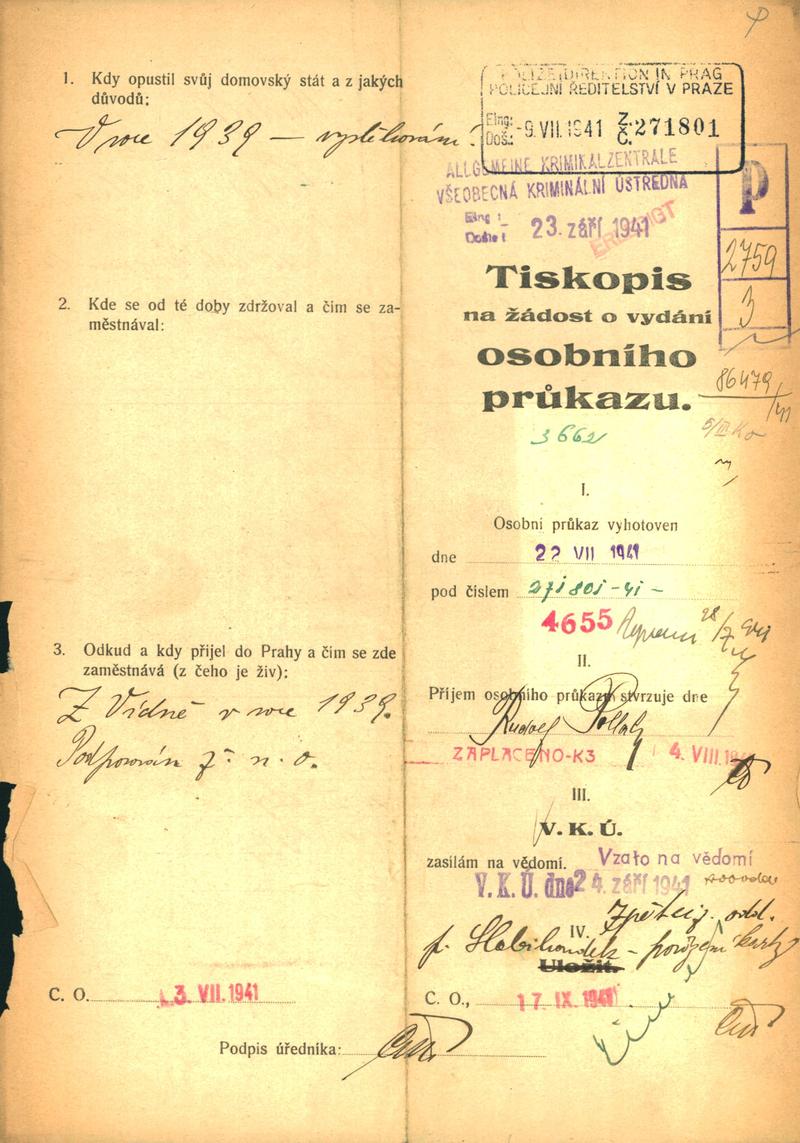 1. Kdy opustil svůj domovský stát a z jakých
důvodů:
V roce 1939 — vystěhování
2. Kde se od té doby zdržoval a čím se za-
městnával:
3. Odkud a kdy přijel do Prahy a čím se zde
zaměstnává (z čeho je živ):
Z Vídně v roce 1939.
Podporován ž. n. o.
C. O. 3. VII. 1941
Podpis úředníka:
POLIZEIDIREKTION IN PRAG
POLICEJNÍ ŘEDITELSTVÍ V PRAZE
Eing:
Doš.: -9. VII. 1941 Z. Č. 271801
ALLGEMEINE KRIMINALZENTRALE
VŠEOBECNÁ KRIMINÁLNÍ ÚSTŘEDNA
Eing.:
Došlo: 23. září 1941
ERLEDIGT
P
2759
3
Tiskopis
na žádost o vydání
osobního
průkazu.
86479/41
3662
I.
Osobní průkaz vyhotoven
dne 22 VII 1941
pod číslem 271801-41-
4655
II.
Příjem osobního průkazu stvrzuje dne
Rudolf Pollak
ZAPLACENO-K3 4. VIII. 1941
III.
V. K. Ú.
zasílám na vědomí. Vzato na vědomí
V. K. Ú. dne 24. září 1941
IV.
Uložit.
C. O., 17. IX. 1941